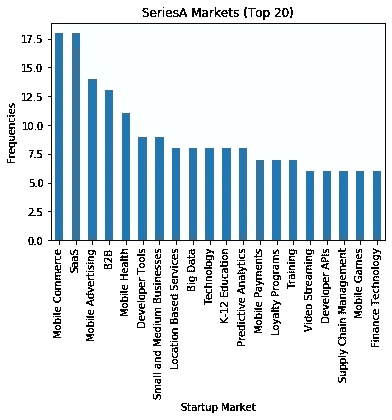 SeriesA Markets (Top 20)
Frequencies
17.5
15.0
12.5
10.0
7.5
5.0
2.5
0.0
Mobile Commerce
SaaS
Mobile Advertising
B2B
Mobile Health
Developer Tools
Small and Medium Businesses
Location Based Services
Big Data
Technology
K-12 Education
Predictive Analytics
Mobile Payments
Loyalty Programs
Training
Video Streaming
Developer APIs
Supply Chain Management
Mobile Games
Finance Technology
Startup Market